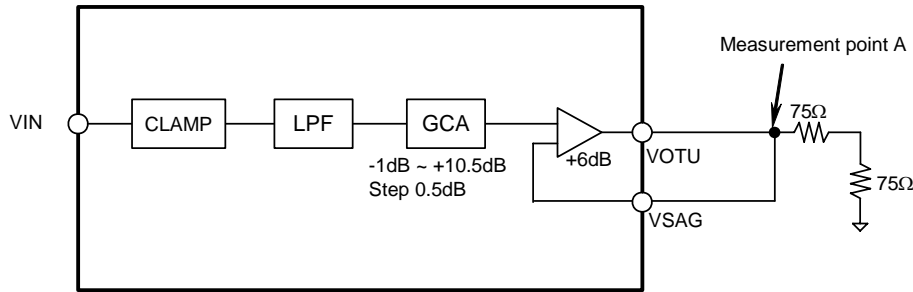 Measurement point A
VIN
CLAMP
LPF
GCA
-1dB ~ +10.5dB
Step 0.5dB
+6dB
VOTU
VSAG
75Ω
75Ω